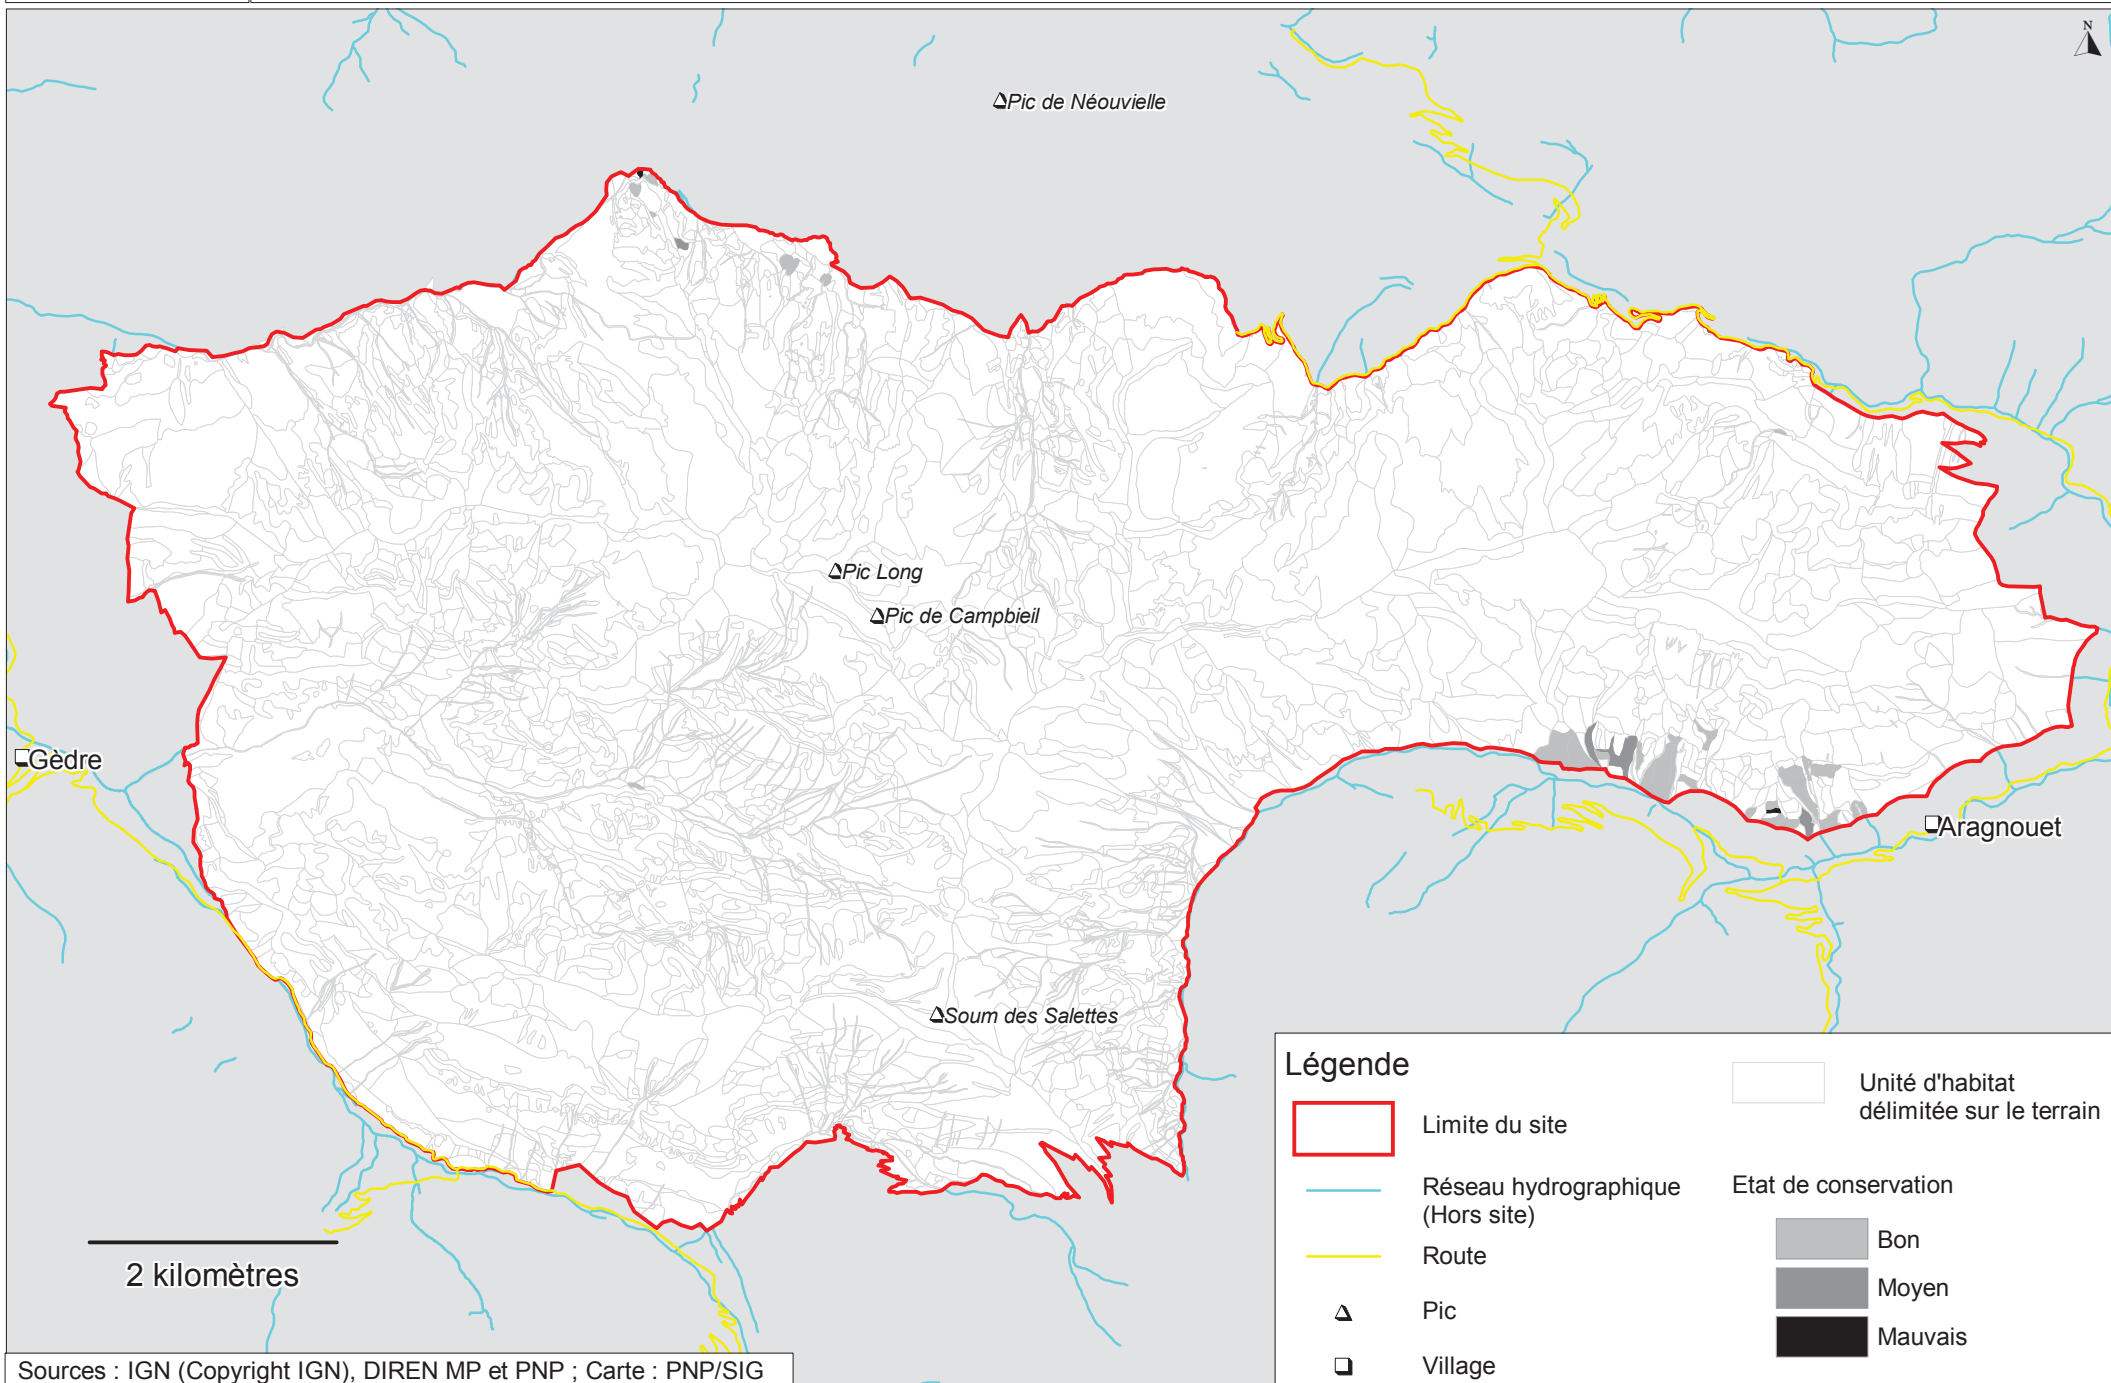 N
Pic de Néouvielle
Pic Long
Pic de Campbieil
Gèdre
Aragnouet
Soum des Salettes
Légende
Limite du site
Réseau hydrographique
(Hors site)
Route
Pic
Village
Unité d'habitat
délimitée sur le terrain
Etat de conservation
Bon
Moyen
Mauvais
2 kilomètres
Sources : IGN (Copyright IGN), DIREN MP et PNP ; Carte : PNP/SIG